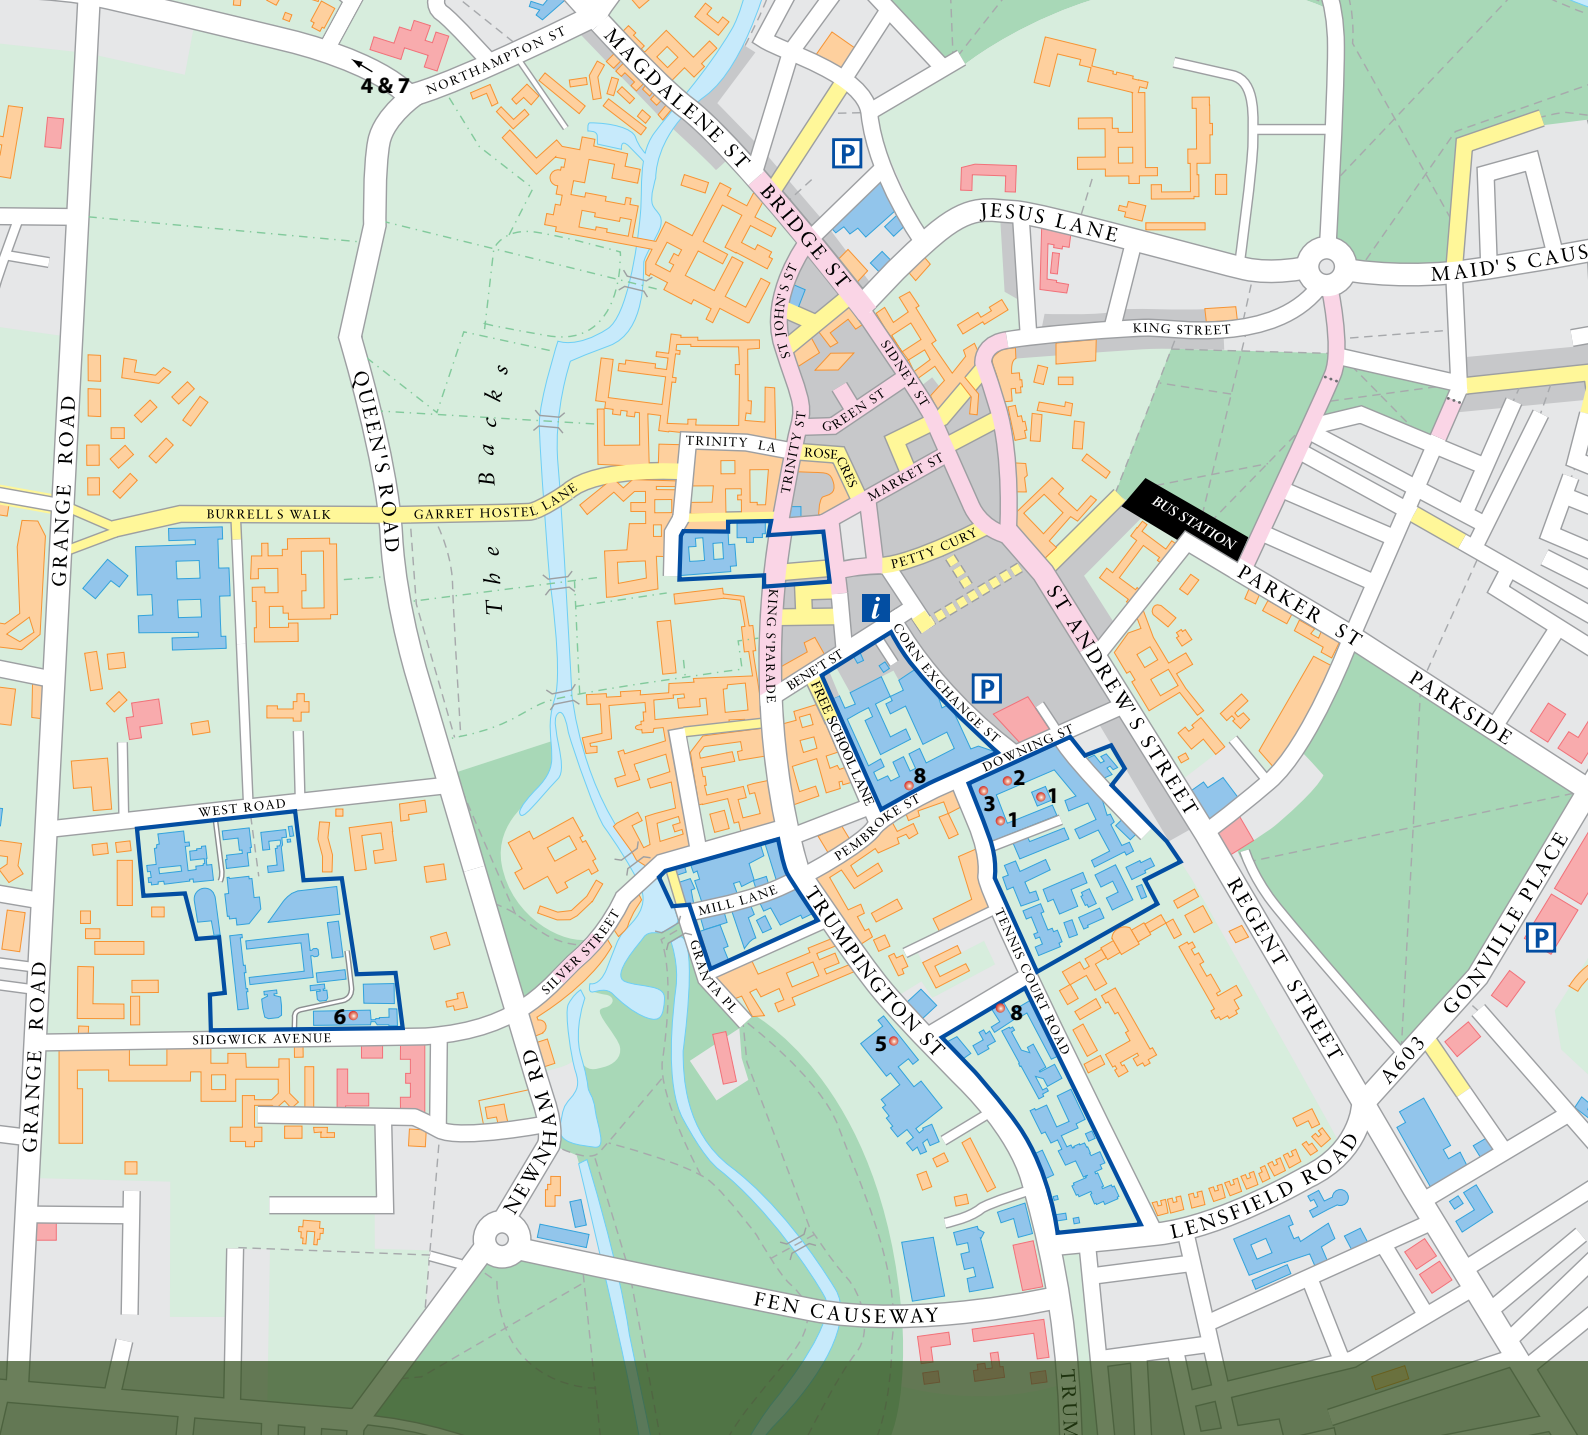 NORTHAMPTON ST
4 & 7
MAGDALENE ST
P
BRIDGE ST
JESUS LANE
MAID'S CAUS
KING STREET
ST JOHN'S ST
SIDNEY ST
GREEN ST
QUEEN'S ROAD
The Backs
GRANGE ROAD
TRINITY LA
TRINITY ST
ROSE CRES
MARKET ST
BURRELLS WALK
GARRET HOSTEL LANE
BUS STATION
PETTY CURY
PARKER ST
KING S'PARADE
i
ST ANDREW'S STREET
CORN EXCHANGE ST
BENE'T ST
FREE SCHOOL LANE
P
PARKSIDE
DOWNING ST
8
2
3
1
1
WEST ROAD
PEMBROKE ST
MILL LANE
TRUMPINGTON ST
TENNIS COURT ROAD
REGENT STREET
GONVILLE PLACE
P
SILVER STREET
GRANTA PL
GRANGE ROAD
6
SIDGWICK AVENUE
5
8
A603
GRANGE ROAD
NEWNHAM RD
LENSFIELD ROAD
FEN CAUSEWAY
TRUM